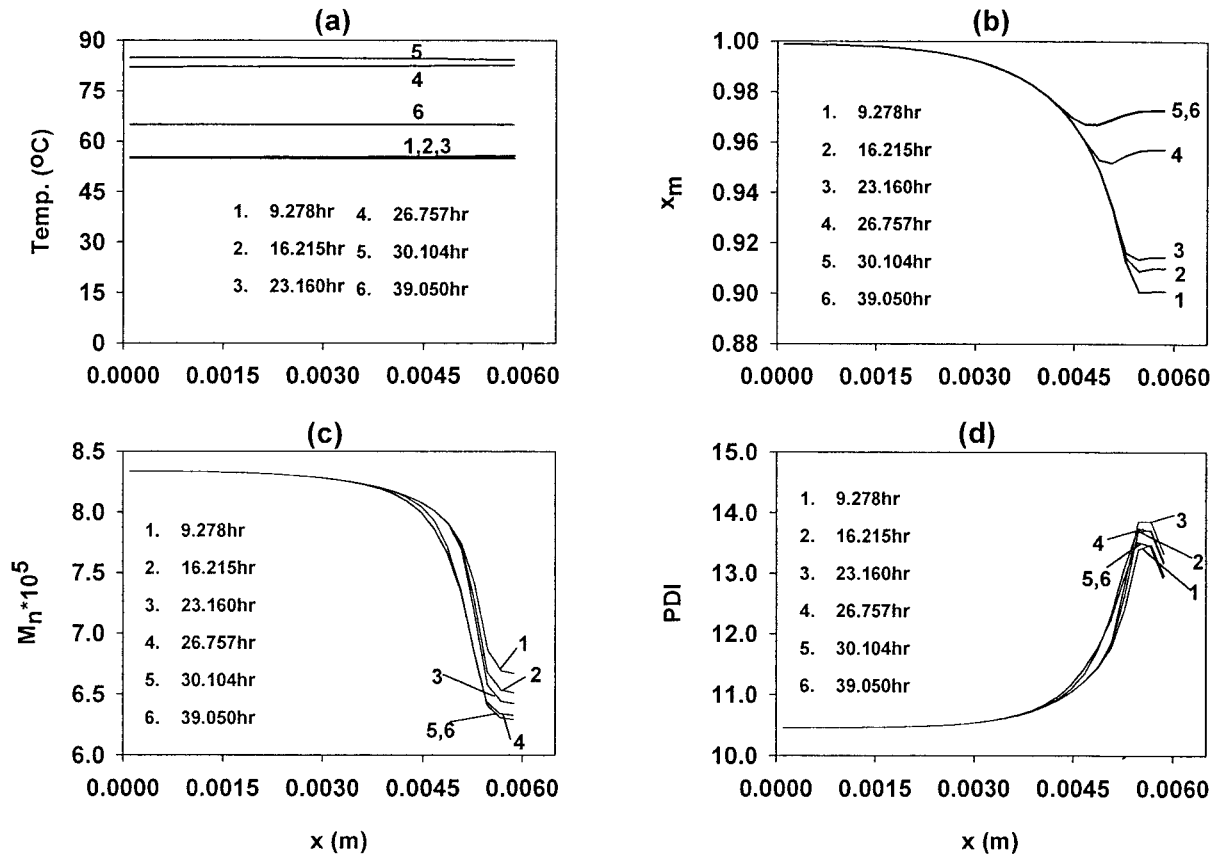 (a)
90
75
60
45
30
15
0
Temp. (ºC)
5
4
6
1,2,3
1. 9.278hr 4. 26.757hr
2. 16.215hr 5. 30.104hr
3. 23.160hr 6. 39.050hr
0.0000 0.0015 0.0030 0.0045 0.0060
(b)
1.00
0.98
0.96
0.94
0.92
0.90
0.88
xm
1. 9.278hr
2. 16.215hr
3. 23.160hr
4. 26.757hr
5. 30.104hr
6. 39.050hr
5,6
4
3
2
1
0.0000 0.0015 0.0030 0.0045 0.0060
(c)
8.5
8.0
7.5
7.0
6.5
6.0
Mn*10^5
1. 9.278hr
2. 16.215hr
3. 23.160hr
4. 26.757hr
5. 30.104hr
6. 39.050hr
1
2
3
5,6
4
0.0000 0.0015 0.0030 0.0045 0.0060
x (m)
(d)
15.0
14.0
13.0
12.0
11.0
10.0
PDI
1. 9.278hr
2. 16.215hr
3. 23.160hr
4. 26.757hr
5. 30.104hr
6. 39.050hr
3
4
2
5,6
1
0.0000 0.0015 0.0030 0.0045 0.0060
x (m)